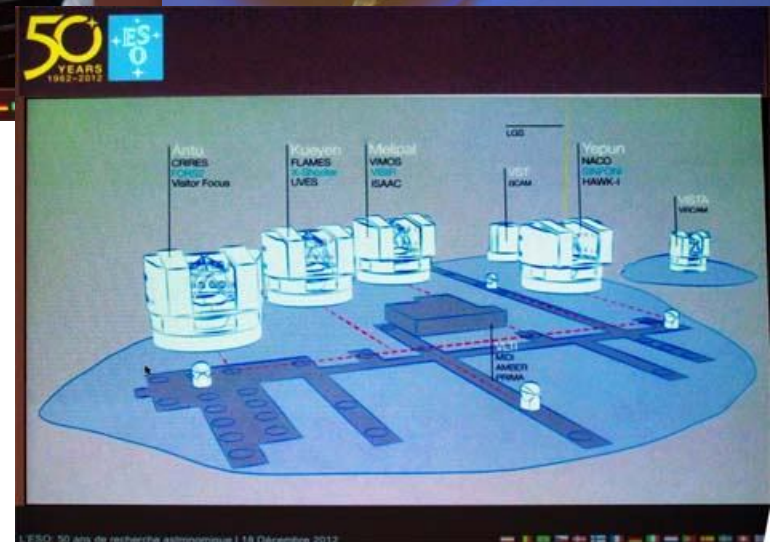 50
YEARS
1962-2012
ES
O
Antu
CRIRES
FORS2
Visitor Focus
Kueyen
FLAMES
X-Shooter
UVES
Melipal
VIMOS
VISIR
ISAAC
LGS
VST
Yepun
NACO
SINFONI
HAWK-I
VISTA
VIRCAM
VLTI
MIDI
AMBER
PRIMA
L'ESO: 50 ans de recherche astronomique | 18 Décembre 2012